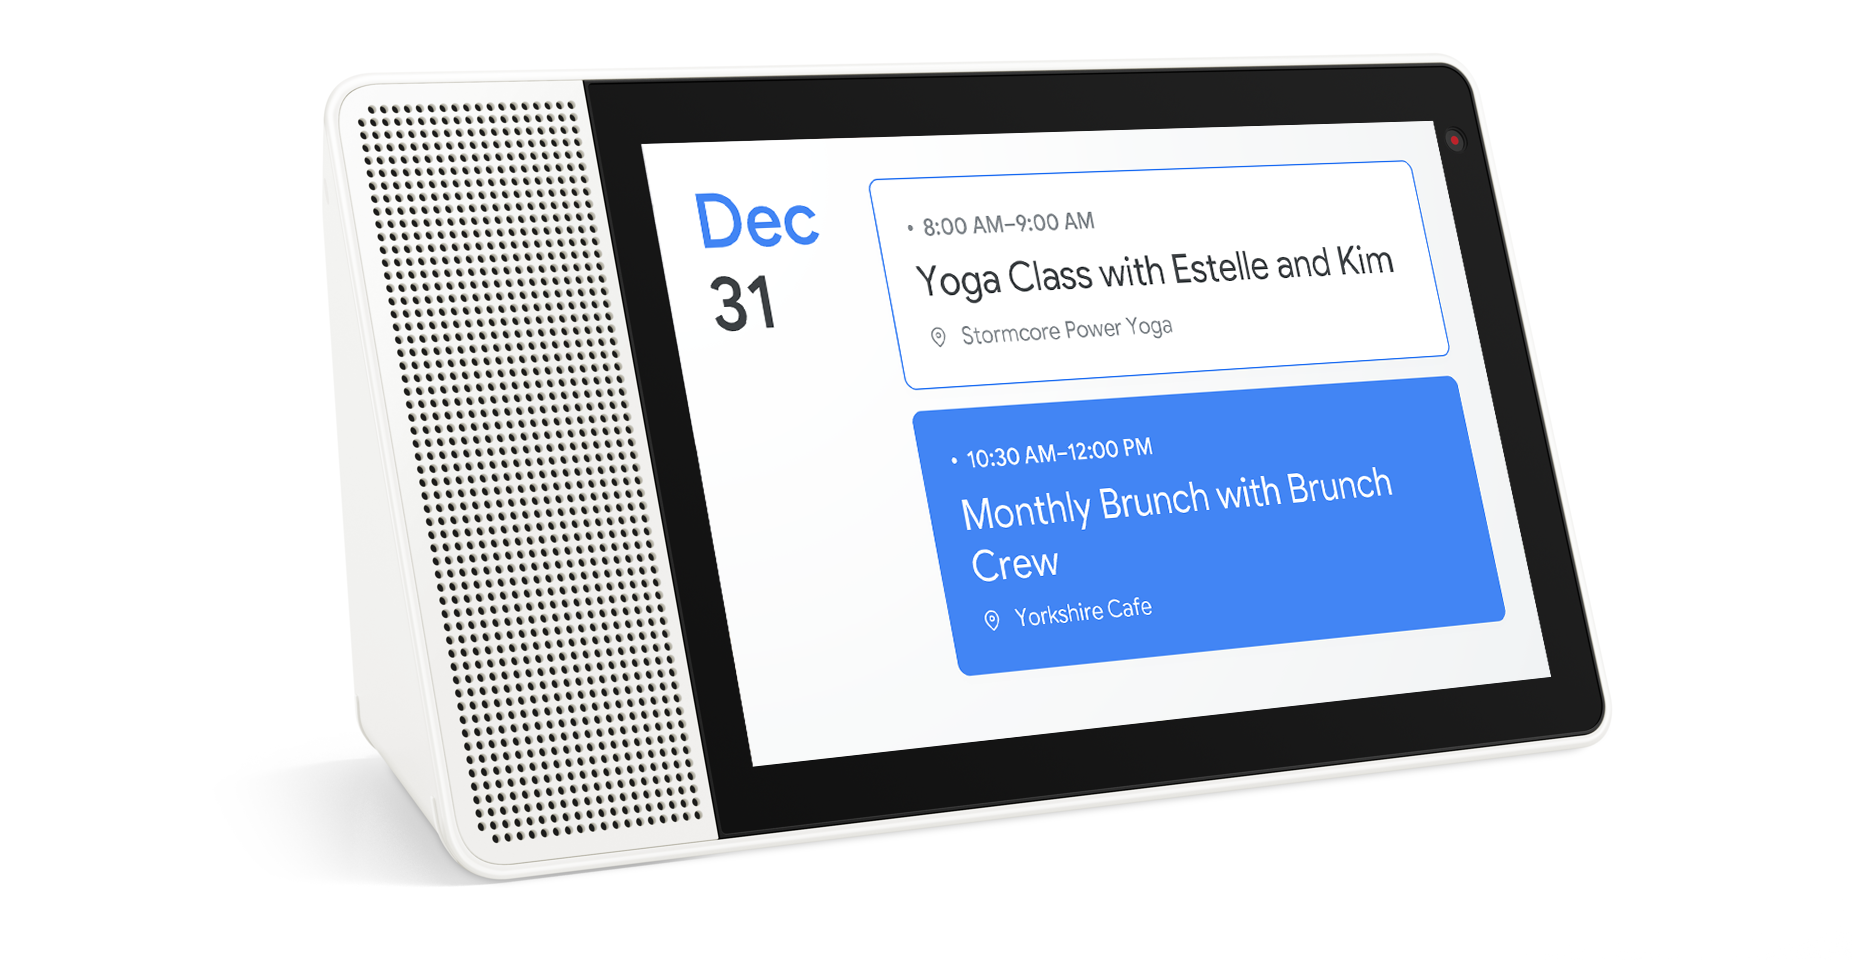 Dec
31
• 8:00 AM–9:00 AM
Yoga Class with Estelle and Kim
Stormcore Power Yoga
• 10:30 AM–12:00 PM
Monthly Brunch with Brunch
Crew
Yorkshire Cafe